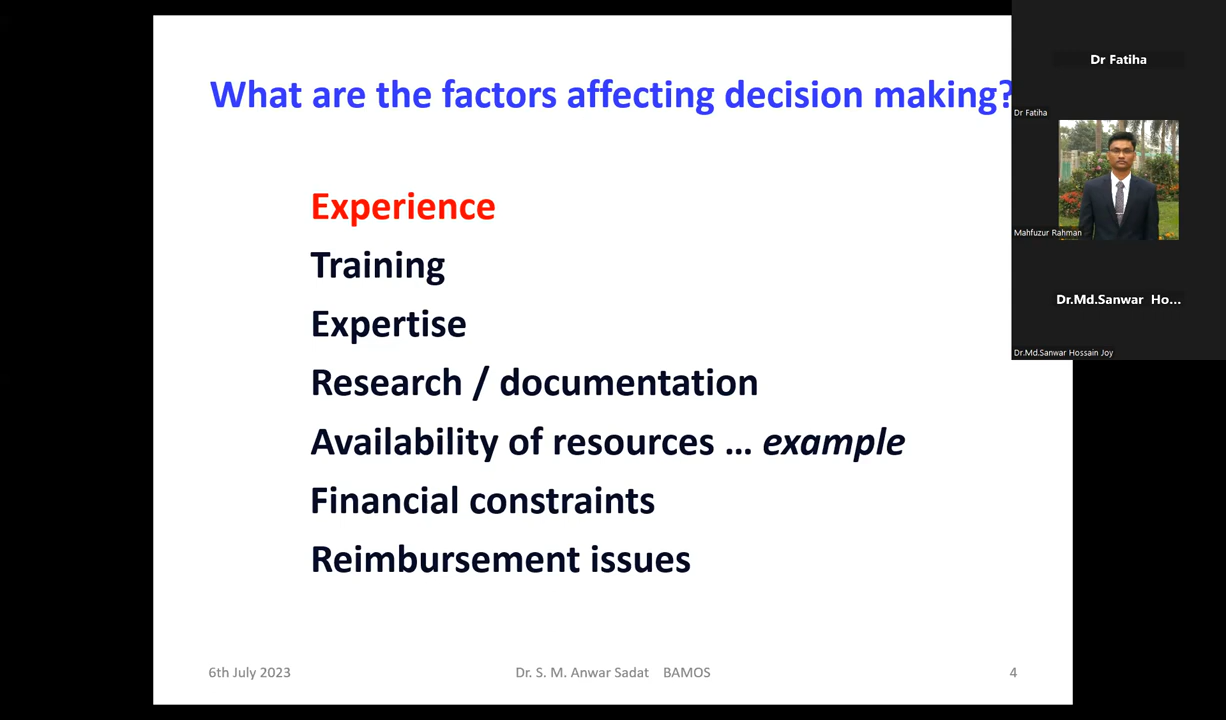 What are the factors affecting decision making?
Experience
Training
Expertise
Research / documentation
Availability of resources … example
Financial constraints
Reimbursement issues
6th July 2023 Dr. S. M. Anwar Sadat BAMOS 4
Dr Fatiha
Dr Fatiha
Mahfuzur Rahman
Dr.Md.Sanwar Ho...
Dr.Md.Sanwar Hossain Joy